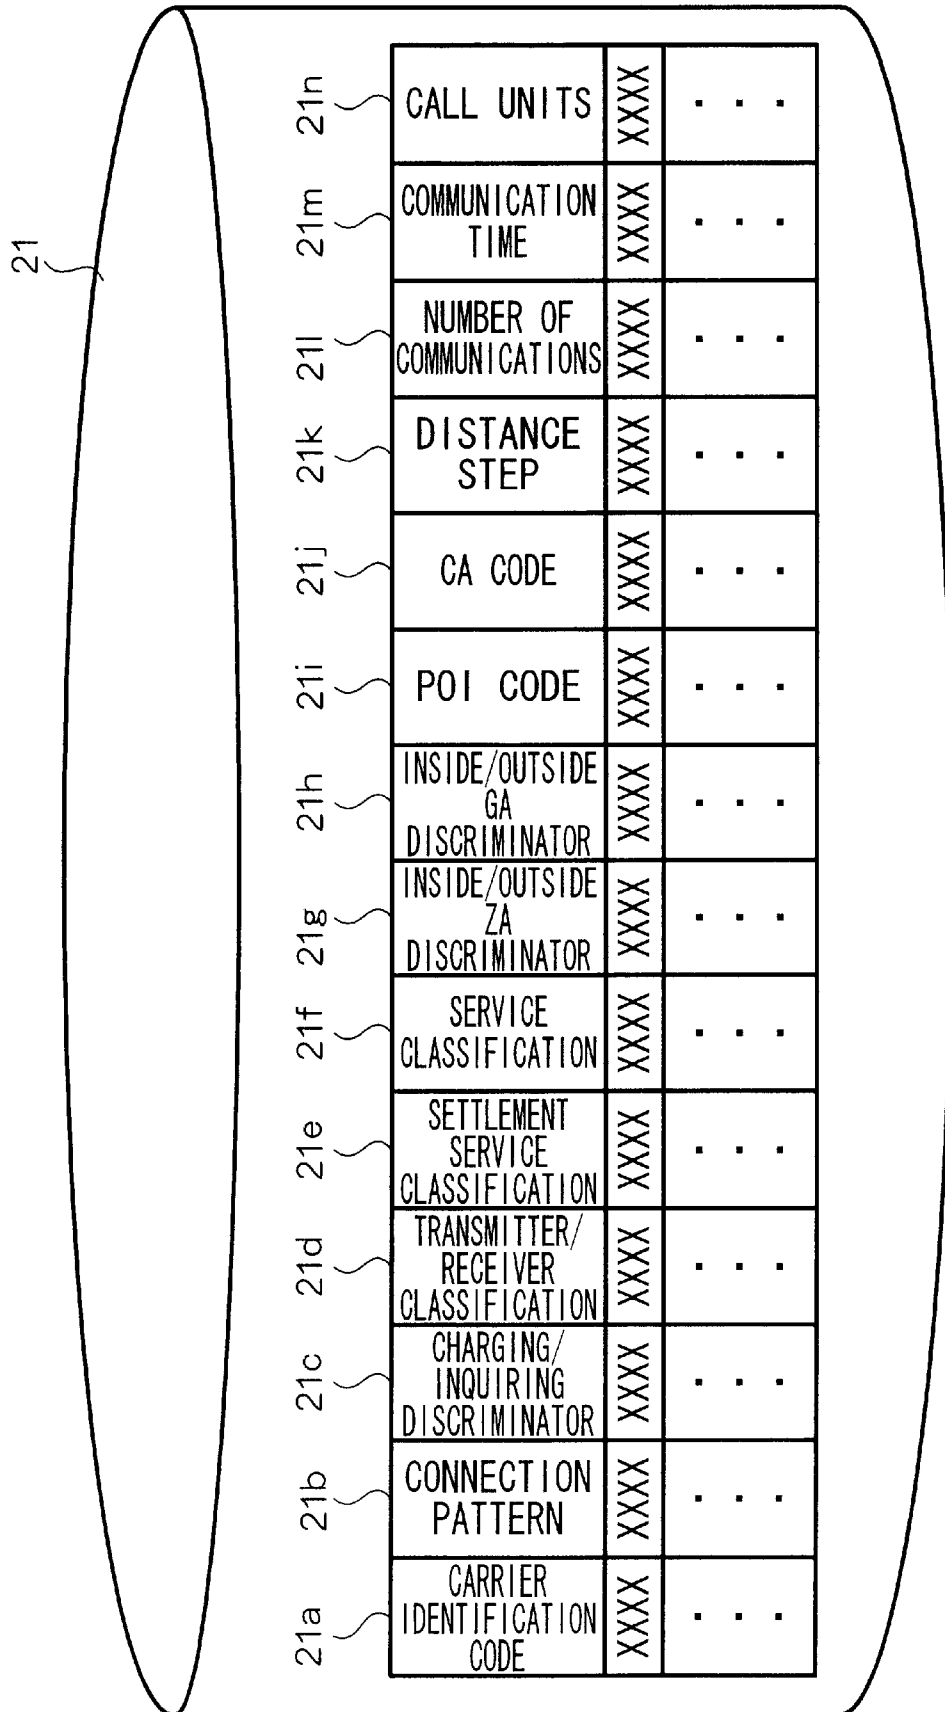 21
21n
CALL UNITS
XXXX
. . .
21m
COMMUNICATION
TIME
XXXX
. . .
21l
NUMBER OF
COMMUNICATIONS
XXXX
. . .
21k
DISTANCE
STEP
XXXX
. . .
21j
CA CODE
XXXX
. . .
21i
POI CODE
XXXX
. . .
21h
INSIDE/OUTSIDE
GA
DISCRIMINATOR
XXXX
. . .
21g
INSIDE/OUTSIDE
ZA
DISCRIMINATOR
XXXX
. . .
21f
SERVICE
CLASSIFICATION
XXXX
. . .
21e
SETTLEMENT
SERVICE
CLASSIFICATION
XXXX
. . .
21d
TRANSMITTER/
RECEIVER
CLASSIFICATION
XXXX
. . .
21c
CHARGING/
INQUIRING
DISCRIMINATOR
XXXX
. . .
21b
CONNECTION
PATTERN
XXXX
. . .
21a
CARRIER
IDENTIFICATION
CODE
XXXX
. . .